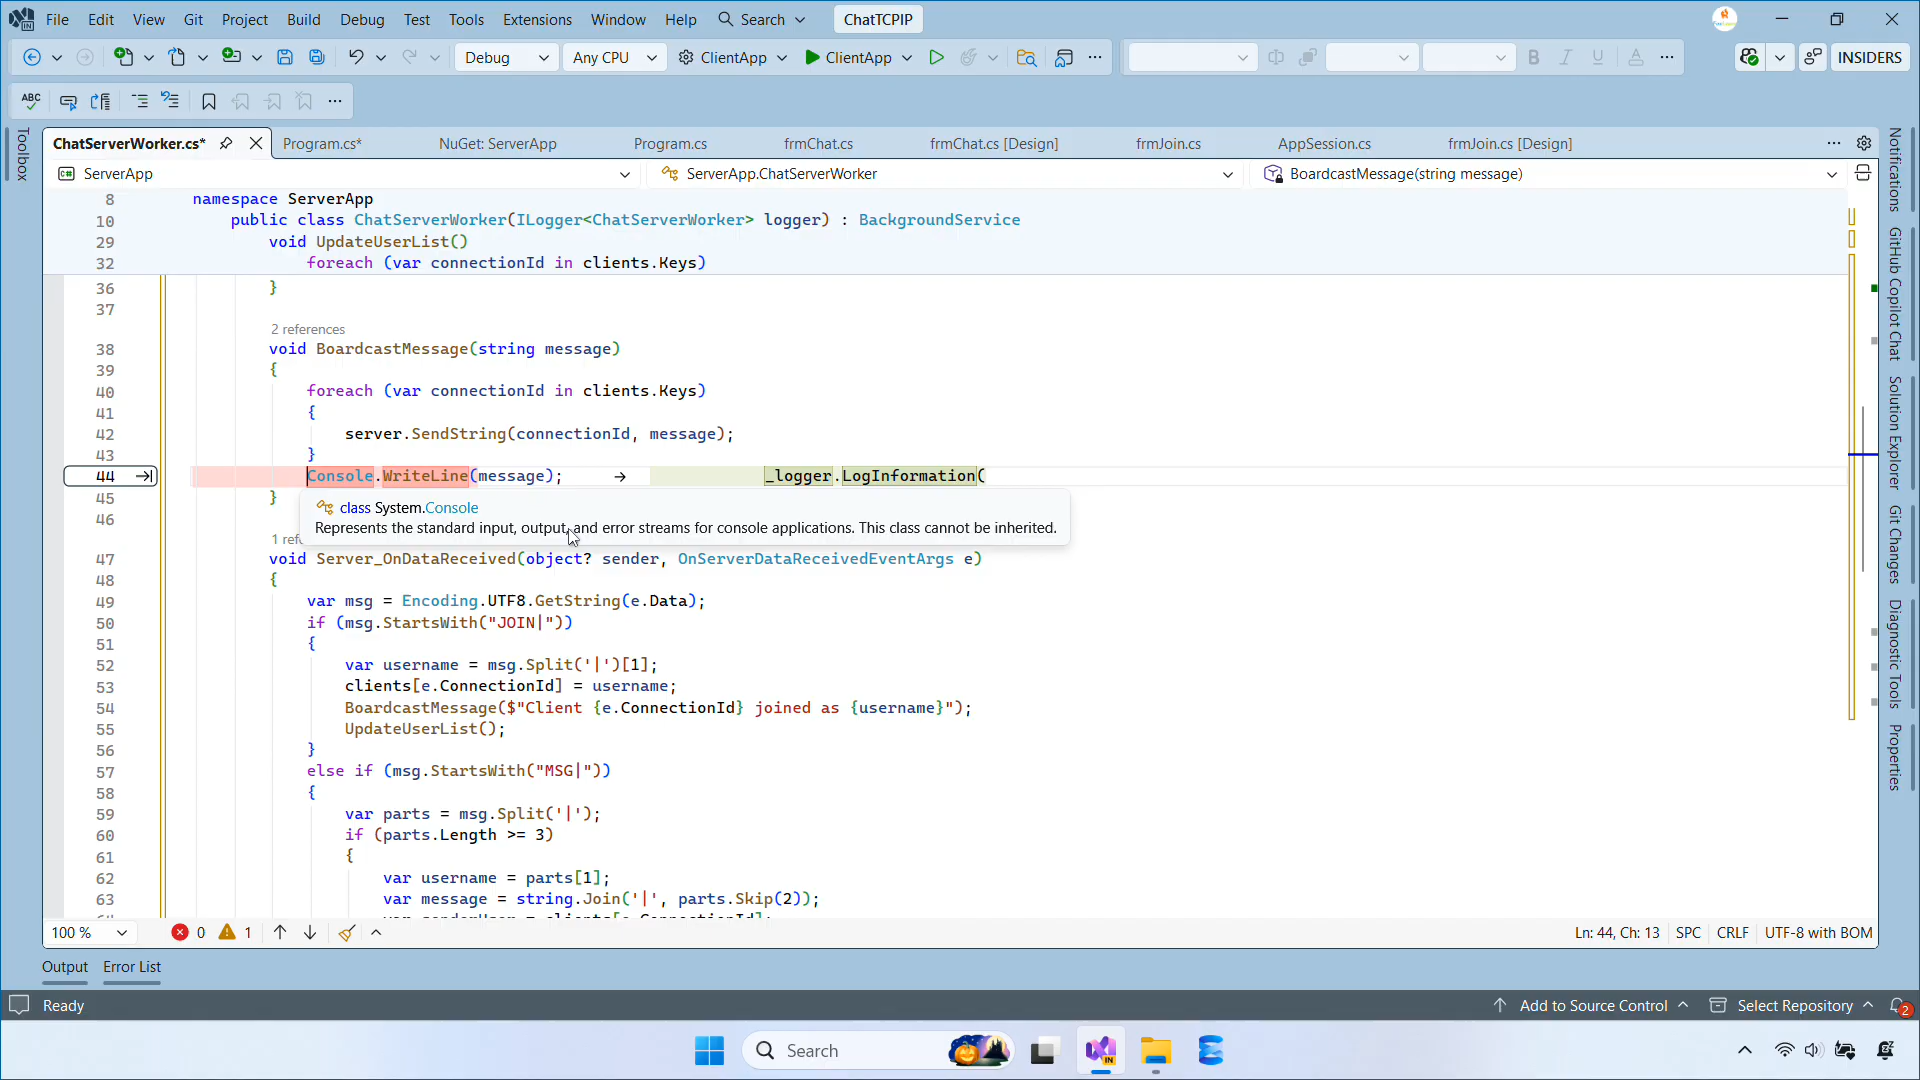 File Edit View Git Project Build Debug Test Tools Extensions Window Help Search ChatTCPIP
Debug Any CPU ClientApp ClientApp INSIDERS
ABC
ChatServerWorker.cs* Program.cs* NuGet: ServerApp Program.cs frmChat.cs frmChat.cs [Design] frmJoin.cs AppSession.cs frmJoin.cs [Design]
ServerApp ServerApp.ChatServerWorker BoardcastMessage(string message)
8 namespace ServerApp
10 public class ChatServerWorker(ILogger<ChatServerWorker> logger) : BackgroundService
29 void UpdateUserList()
32 foreach (var connectionId in clients.Keys)
36 }
37
2 references
38 void BoardcastMessage(string message)
39 {
40 foreach (var connectionId in clients.Keys)
41 {
42 server.SendString(connectionId, message);
43 }
44 Console.WriteLine(message); → _logger.LogInformation(
45 }
class System.Console
46
Represents the standard input, output, and error streams for console applications. This class cannot be inherited.
1 ref
47 void Server_OnDataReceived(object? sender, OnServerDataReceivedEventArgs e)
48 {
49 var msg = Encoding.UTF8.GetString(e.Data);
50 if (msg.StartsWith("JOIN|"))
51 {
52 var username = msg.Split('|')[1];
53 clients[e.ConnectionId] = username;
54 BoardcastMessage($"Client {e.ConnectionId} joined as {username}");
55 UpdateUserList();
56 }
57 else if (msg.StartsWith("MSG|"))
58 {
59 var parts = msg.Split('|');
60 if (parts.Length >= 3)
61 {
62 var username = parts[1];
63 var message = string.Join('|', parts.Skip(2));
100 % 0 1 Ln: 44, Ch: 13 SPC CRLF UTF-8 with BOM
Output Error List
Ready Add to Source Control Select Repository 2
Search
Toolbox
Notifications
GitHub Copilot Chat
Solution Explorer
Git Changes
Diagnostic Tools
Properties